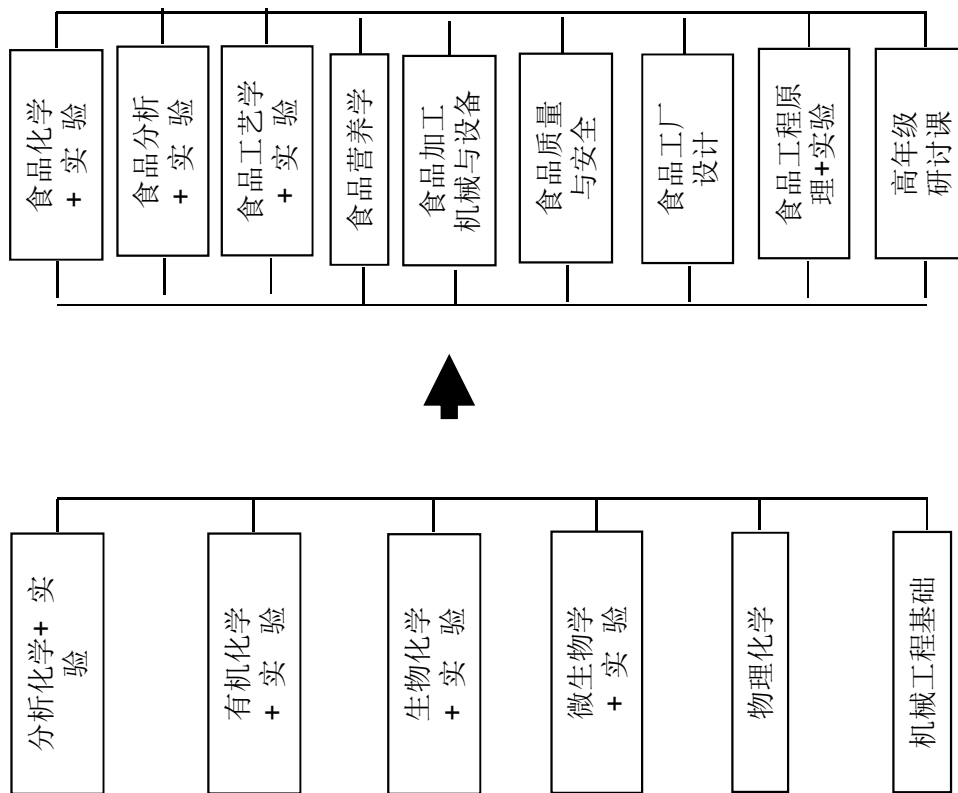 食品化学
+ 实 验
食品分析
+ 实 验
食品工艺学
+ 实 验
食品营养学
食品加工
机械与设备
食品质量
与安全
食品工厂
设计
食品工程原
理+实验
高年级
研讨课
分析化学+ 实
验
有机化学
+ 实 验
生物化学
+ 实 验
微生物学
+ 实 验
物理化学
机械工程基础